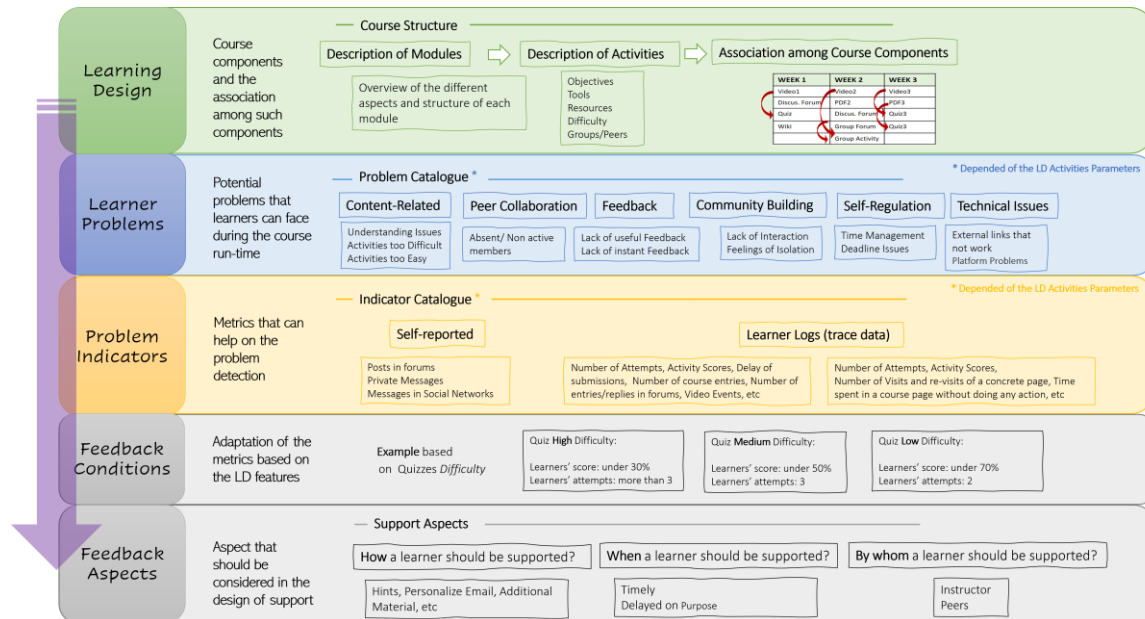 Learning
Design
Course
components
and the
association
among such
components
Course Structure
Description of Modules
Description of Activities
Association among Course Components
Overview of the different
aspects and structure of each
module
Objectives
Tools
Resources
Difficulty
Groups/Peers
WEEK 1 WEEK 2 WEEK 3
Video1 Video2 Video3
Discus. Forum PDF2 PDF3
Quiz Discus. Forum Quiz3
Wiki Group Forum Quiz3
Group Activity
Learner
Problems
Potential
problems that
learners can face
during the course
run-time
Problem Catalogue *
* Depended of the LD Activities Parameters
Content-Related
Peer Collaboration
Feedback
Community Building
Self-Regulation
Technical Issues
Understanding Issues
Activities too Difficult
Activities too Easy
Absent/ Non active
members
Lack of useful Feedback
Lack of instant Feedback
Lack of Interaction
Feelings of Isolation
Time Management
Deadline Issues
External links that
not work
Platform Problems
Problem
Indicators
Metrics that can
help on the
problem
detection
Indicator Catalogue *
* Depended of the LD Activities Parameters
Self-reported
Learner Logs (trace data)
Posts in forums
Private Messages
Messages in Social Networks
Number of Attempts, Activity Scores, Delay of
submissions, Number of course entries, Number of
entries/replies in forums, Video Events, etc
Number of Attempts, Activity Scores,
Number of Visits and re-visits of a concrete page, Time
spent in a course page without doing any action, etc
Feedback
Conditions
Adaptation of the
metrics based on
the LD features
Example based
on Quizzes Difficulty
Quiz High Difficulty:
Learners' score: under 30%
Learners' attempts: more than 3
Quiz Medium Difficulty:
Learners' score: under 50%
Learners' attempts: 3
Quiz Low Difficulty:
Learners' score: under 70%
Learners' attempts: 2
Feedback
Aspects
Aspect that
should be
considered in the
design of support
Support Aspects
How a learner should be supported?
When a learner should be supported?
By whom a learner should be supported?
Hints, Personalize Email, Additional
Material, etc
Timely
Delayed on Purpose
Instructor
Peers